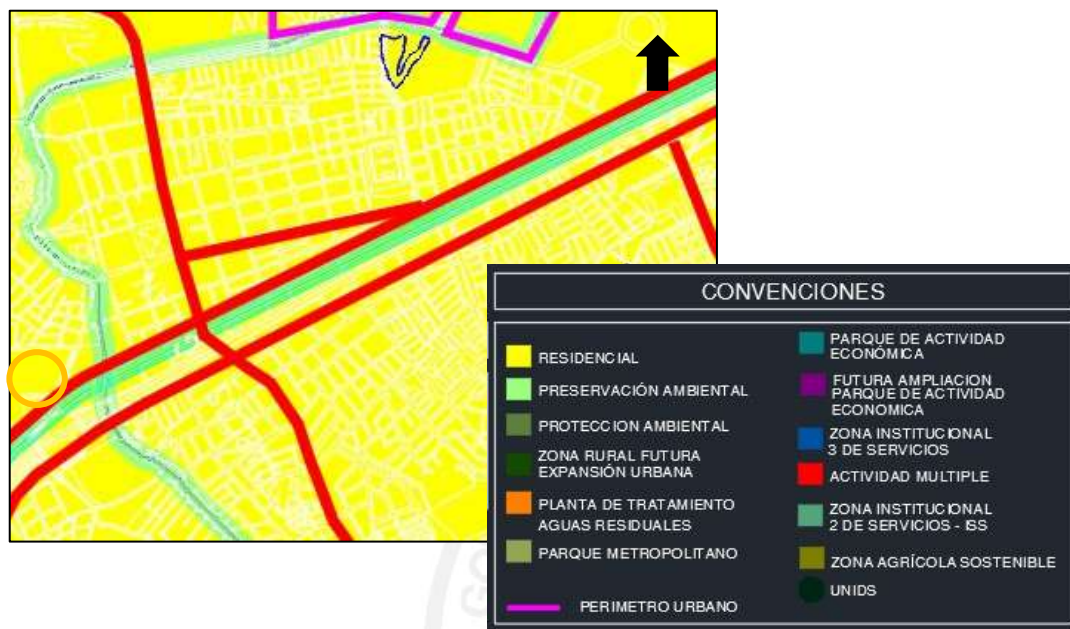 CONVENCIONES
RESIDENCIAL
PRESERVACIÓN AMBIENTAL
PROTECCION AMBIENTAL
ZONA RURAL FUTURA
EXPANSIÓN URBANA
PLANTA DE TRATAMIENTO
AGUAS RESIDUALES
PARQUE METROPOLITANO
PERIMETRO URBANO
PARQUE DE ACTIVIDAD
ECONÓMICA
FUTURA AMPLIACION
PARQUE DE ACTIVIDAD
ECONOMICA
ZONA INSTITUCIONAL
3 DE SERVICIOS
ACTIVIDAD MULTIPLE
ZONA INSTITUCIONAL
2 DE SERVICIOS - ISS
ZONA AGRÍCOLA SOSTENIBLE
UNIDS